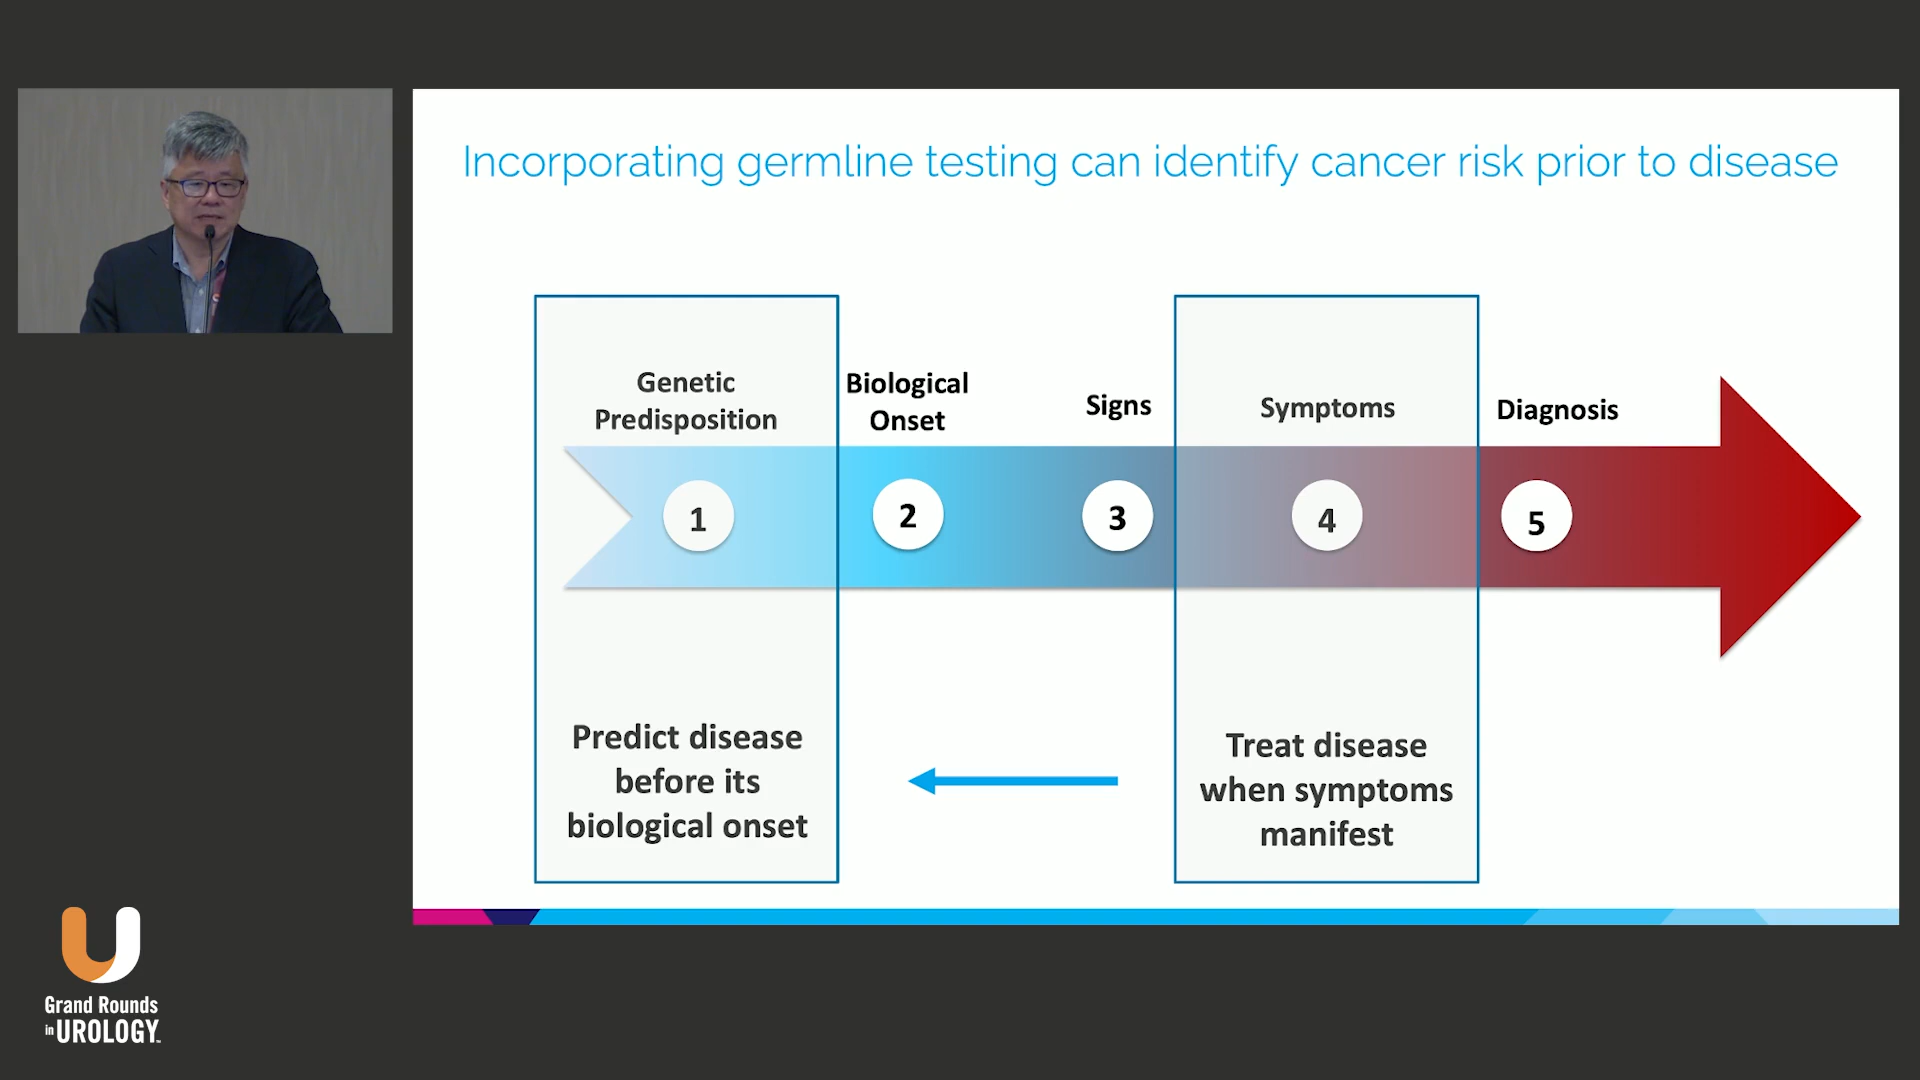 Incorporating germline testing can identify cancer risk prior to disease
Genetic
Predisposition
Biological
Onset
Signs
Symptoms
Diagnosis
1
2
3
4
5
Predict disease
before its
biological onset
Treat disease
when symptoms
manifest
Grand Rounds
in UROLOGY™